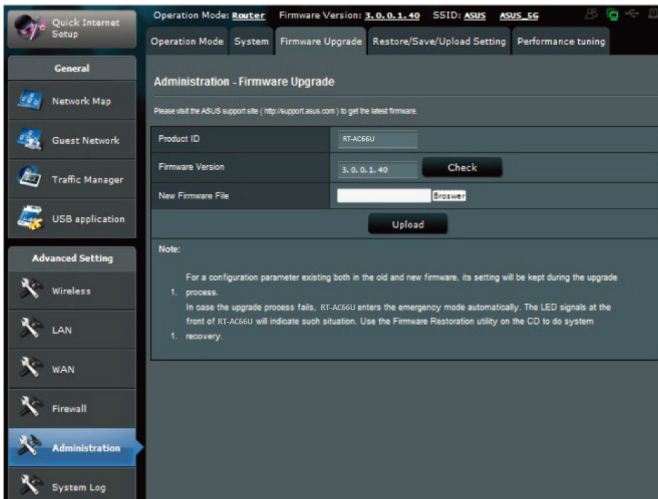 Quick Internet
Setup
Operation Mode: Router Firmware Version: 3.0.0.1.40 SSID: ASUS ASUS_5G
Operation Mode System Firmware Upgrade Restore/Save/Upload Setting Performance tuning
General
Network Map
Guest Network
Traffic Manager
USB application
Advanced Setting
Wireless
LAN
WAN
Firewall
Administration
System Log
Administration - Firmware Upgrade
Please visit the ASUS support site ( http://support.asus.com ) to get the latest firmware.
Product ID RT-AC66U
Firmware Version 3.0.0.1.40 Check
New Firmware File Broswer
Upload
Note:
For a configuration parameter existing both in the old and new firmware, its setting will be kept during the upgrade
1. process.
In case the upgrade process fails, RT-AC66U enters the emergency mode automatically. The LED signals at the
front of RT-AC66U will indicate such situation. Use the Firmware Restoration utility on the CD to do system
1. recovery.